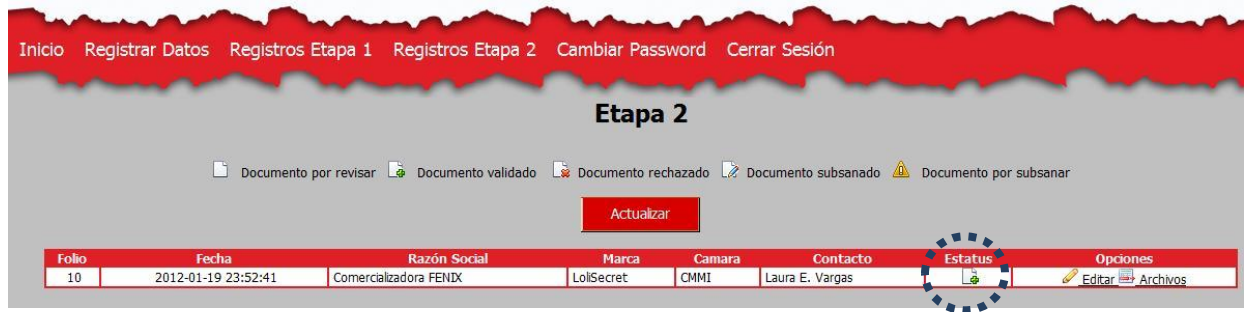 Inicio Registrar Datos Registros Etapa 1 Registros Etapa 2 Cambiar Password Cerrar Sesión
Etapa 2
Documento por revisar Documento validado Documento rechazado Documento subsanado Documento por subsanar
Actualizar
Folio Fecha Razón Social Marca Camara Contacto Estatus Opciones
10 2012-01-19 23:52:41 Comercializadora FENIX LoliSecret CMMI Laura E. Vargas Editar Archivos